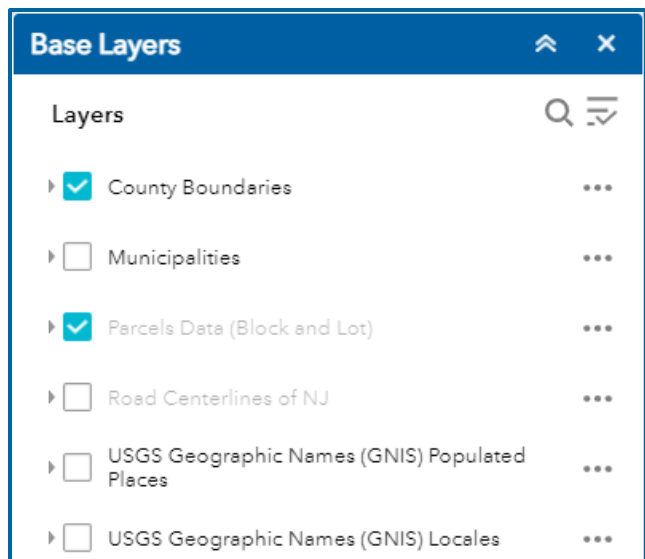 Base Layers
Layers
County Boundaries
Municipalities
Parcels Data (Block and Lot)
Road Centerlines of NJ
USGS Geographic Names (GNIS) Populated
Places
USGS Geographic Names (GNIS) Locales